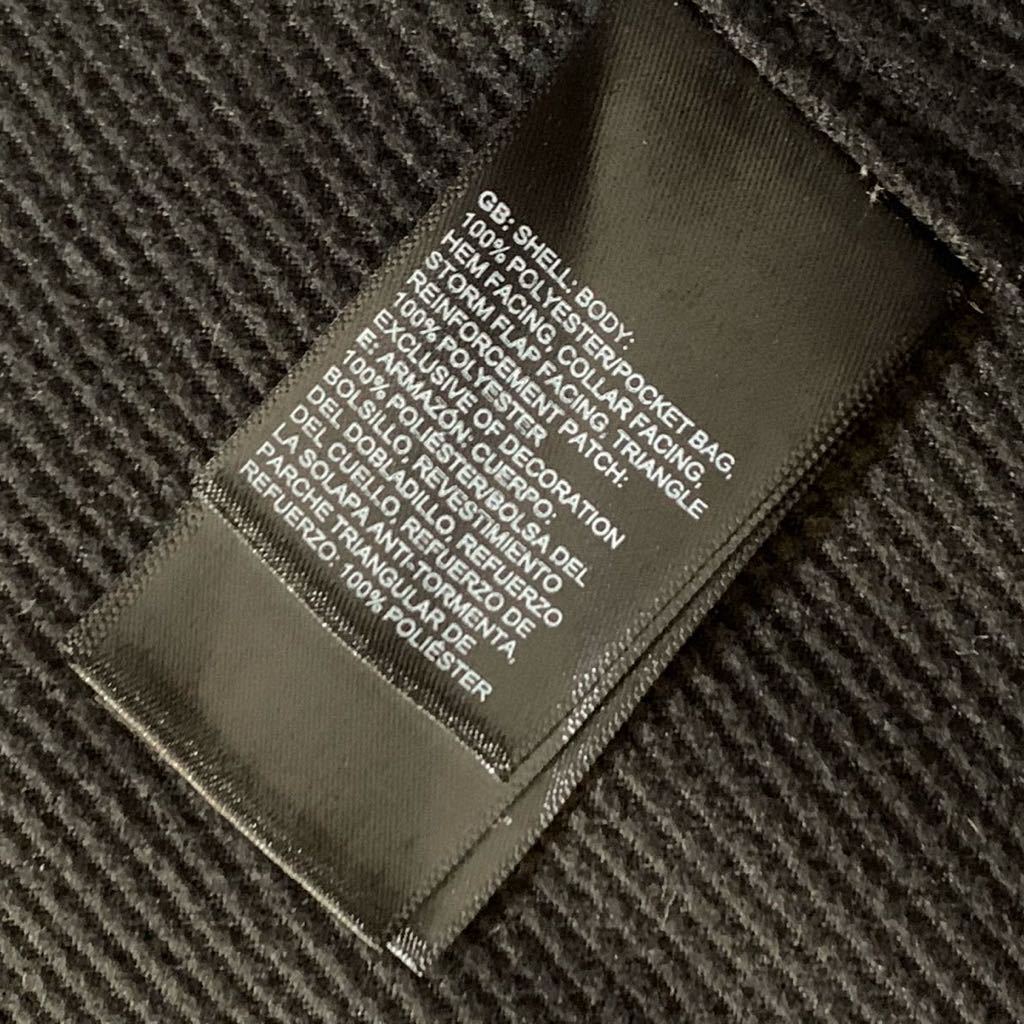 GB: SHELL: BODY:
100% POLYESTER/POCKET BAG,
HEM FACING, COLLAR FACING,
STORM FLAP FACING, TRIANGLE
REINFORCEMENT PATCH:
100% POLYESTER
EXCLUSIVE OF DECORATION
E: ARMAZÓN: CUERPO:
100% POLIÉSTER/BOLSA DEL
BOLSILLO, REVESTIMIENTO
DEL DOBLADILLO, REFUERZO
DEL CUELLO, REFUERZO DE
LA SOLAPA ANTI-TORMENTA,
PARCHE TRIANGULAR DE
REFUERZO: 100% POLIÉSTER